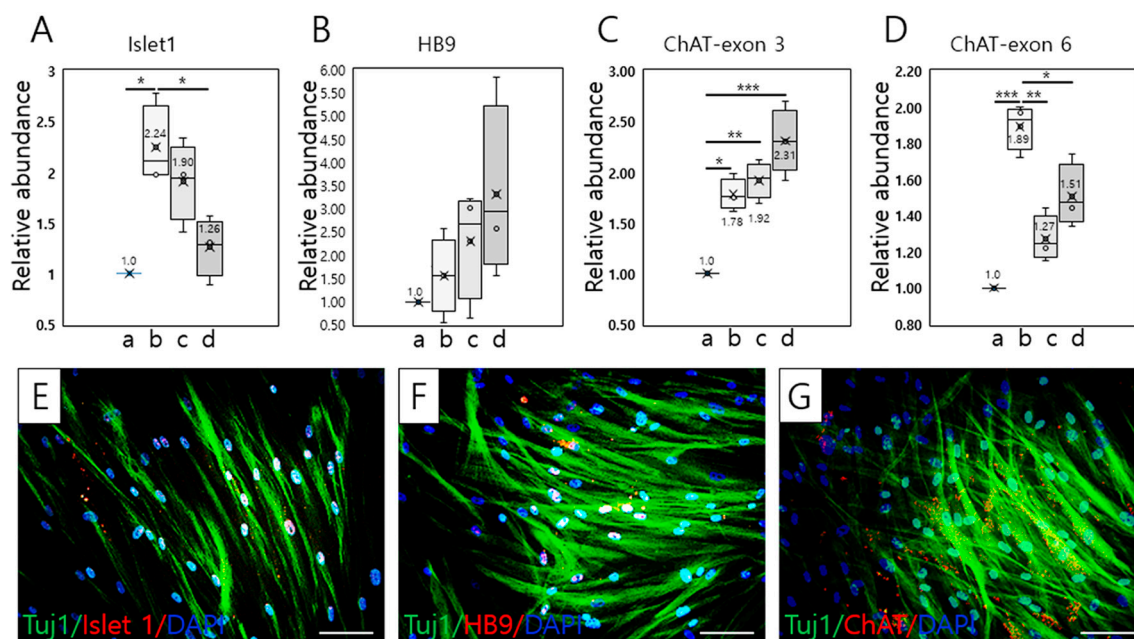 A
Islet1
Relative abundance
3
2.5
2
1.5
1
0.5
*
*
1.0
2.24
1.90
1.26
a b c d
B
HB9
Relative abundance
6.00
5.50
5.00
4.50
4.00
3.50
3.00
2.50
2.00
1.50
1.00
0.50
1.0
a b c d
C
ChAT-exon 3
Relative abundance
3.00
2.50
2.00
1.50
1.00
0.50
***
**
*
1.0
1.78
1.92
2.31
a b c d
D
ChAT-exon 6
Relative abundance
2.20
2.00
1.80
1.60
1.40
1.20
1.00
0.80
*
*** **
1.0
1.89
1.27
1.51
a b c d
E
Tuj1/Islet 1/DAPI
F
Tuj1/HB9/DAPI
G
Tuj1/ChAT/DAPI